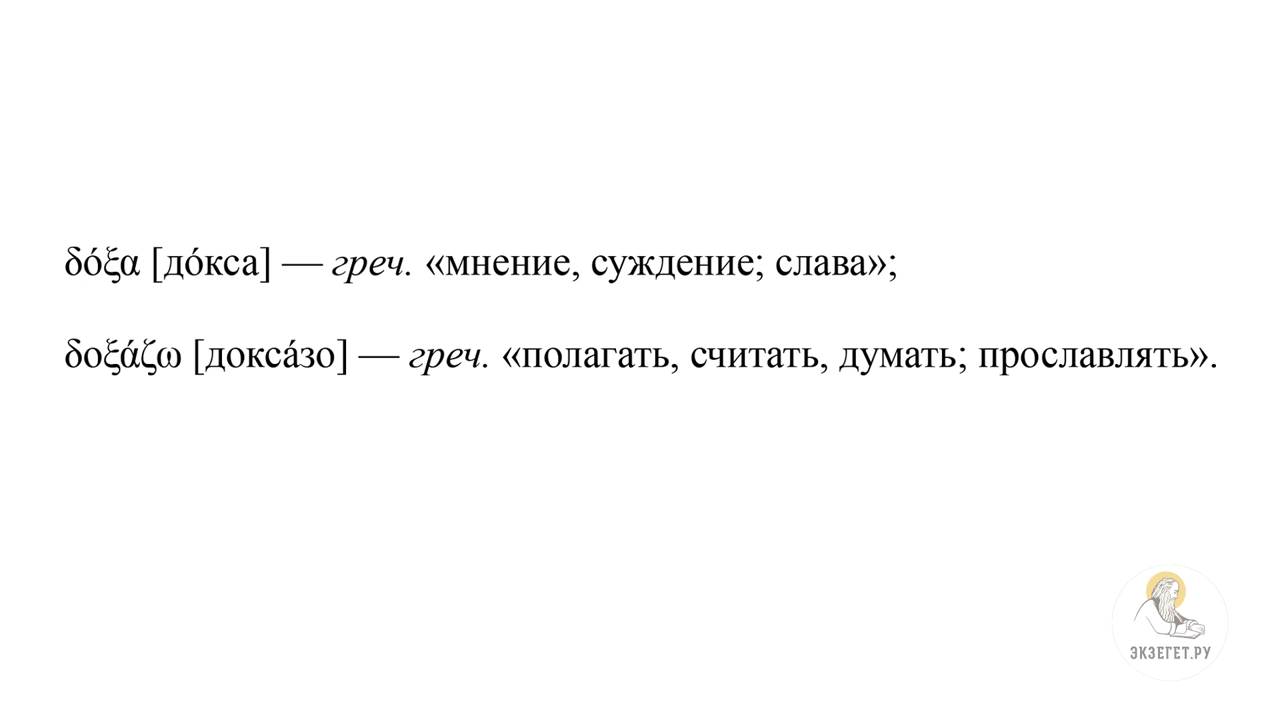 δόξα [до́кса] — греч. «мнение, суждение; слава»;
δοξάζω [докса́зо] — греч. «полагать, считать, думать; прославлять».
ЭКЗЕГЕТ.РУ